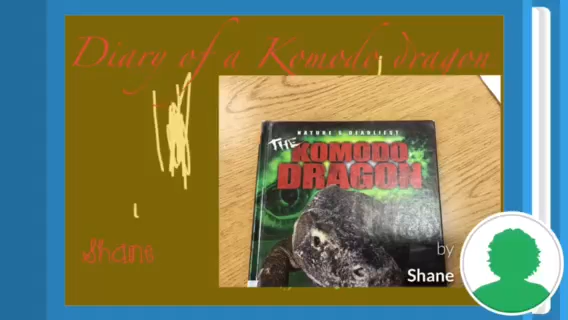 Diary of a Komodo dragon
NATURE'S DEADLIEST
THE
KOMODO
DRAGON
by
Shane
Shane